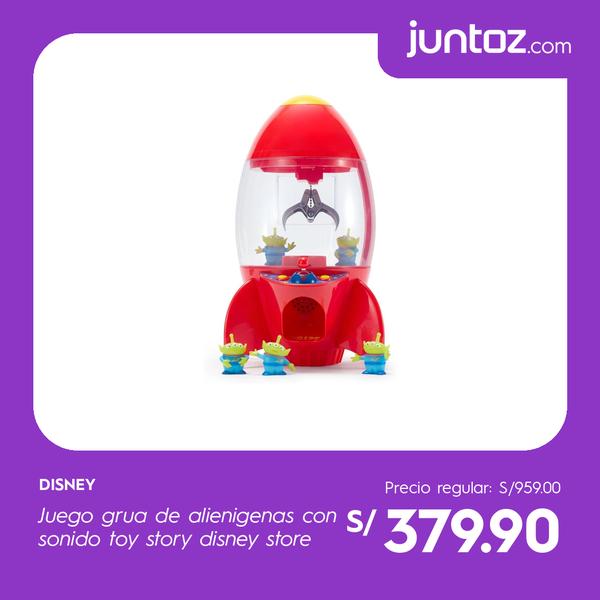 juntoz.com
DISNEY
Juego grua de alienigenas con
sonido toy story disney store
Precio regular: S/959.00
S/ 379.90